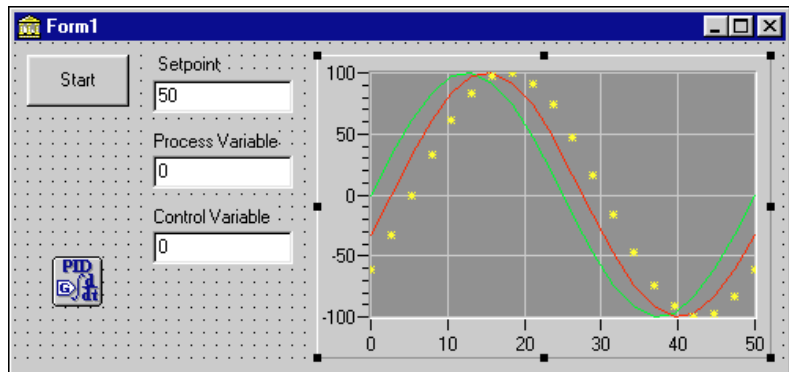 Form1
Start
Setpoint
50
Process Variable
0
Control Variable
0
PID
G∫d/dt
100
50
0
-50
-100
0 10 20 30 40 50